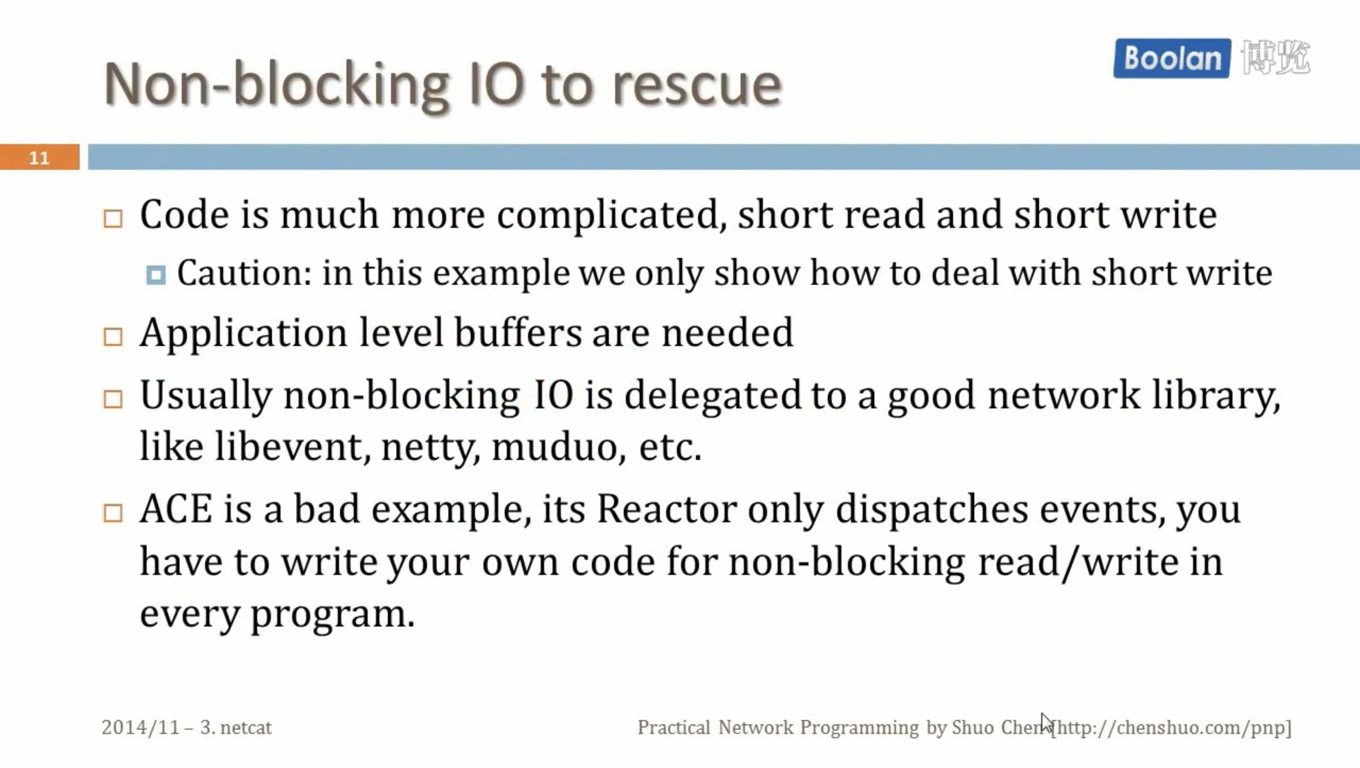 Non-blocking IO to rescue
Boolan 博览
11
Code is much more complicated, short read and short write
Caution: in this example we only show how to deal with short write
Application level buffers are needed
Usually non-blocking IO is delegated to a good network library,
like libevent, netty, muduo, etc.
ACE is a bad example, its Reactor only dispatches events, you
have to write your own code for non-blocking read/write in
every program.
2014/11 – 3. netcat
Practical Network Programming by Shuo Chen [http://chenshuo.com/pnp]